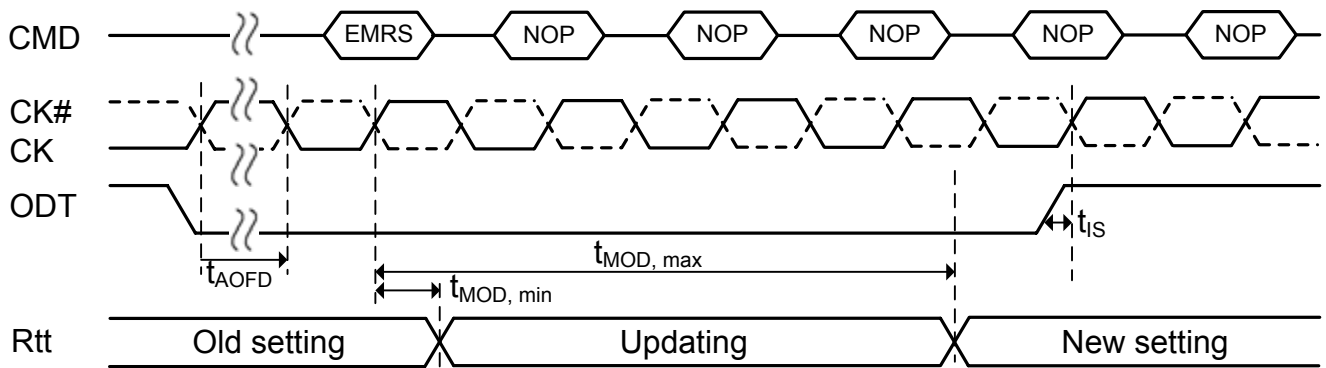 CMD EMRS NOP NOP NOP NOP NOP
CK#
CK
ODT
tIS
tMOD, max
tAOFD
tMOD, min
Rtt Old setting Updating New setting